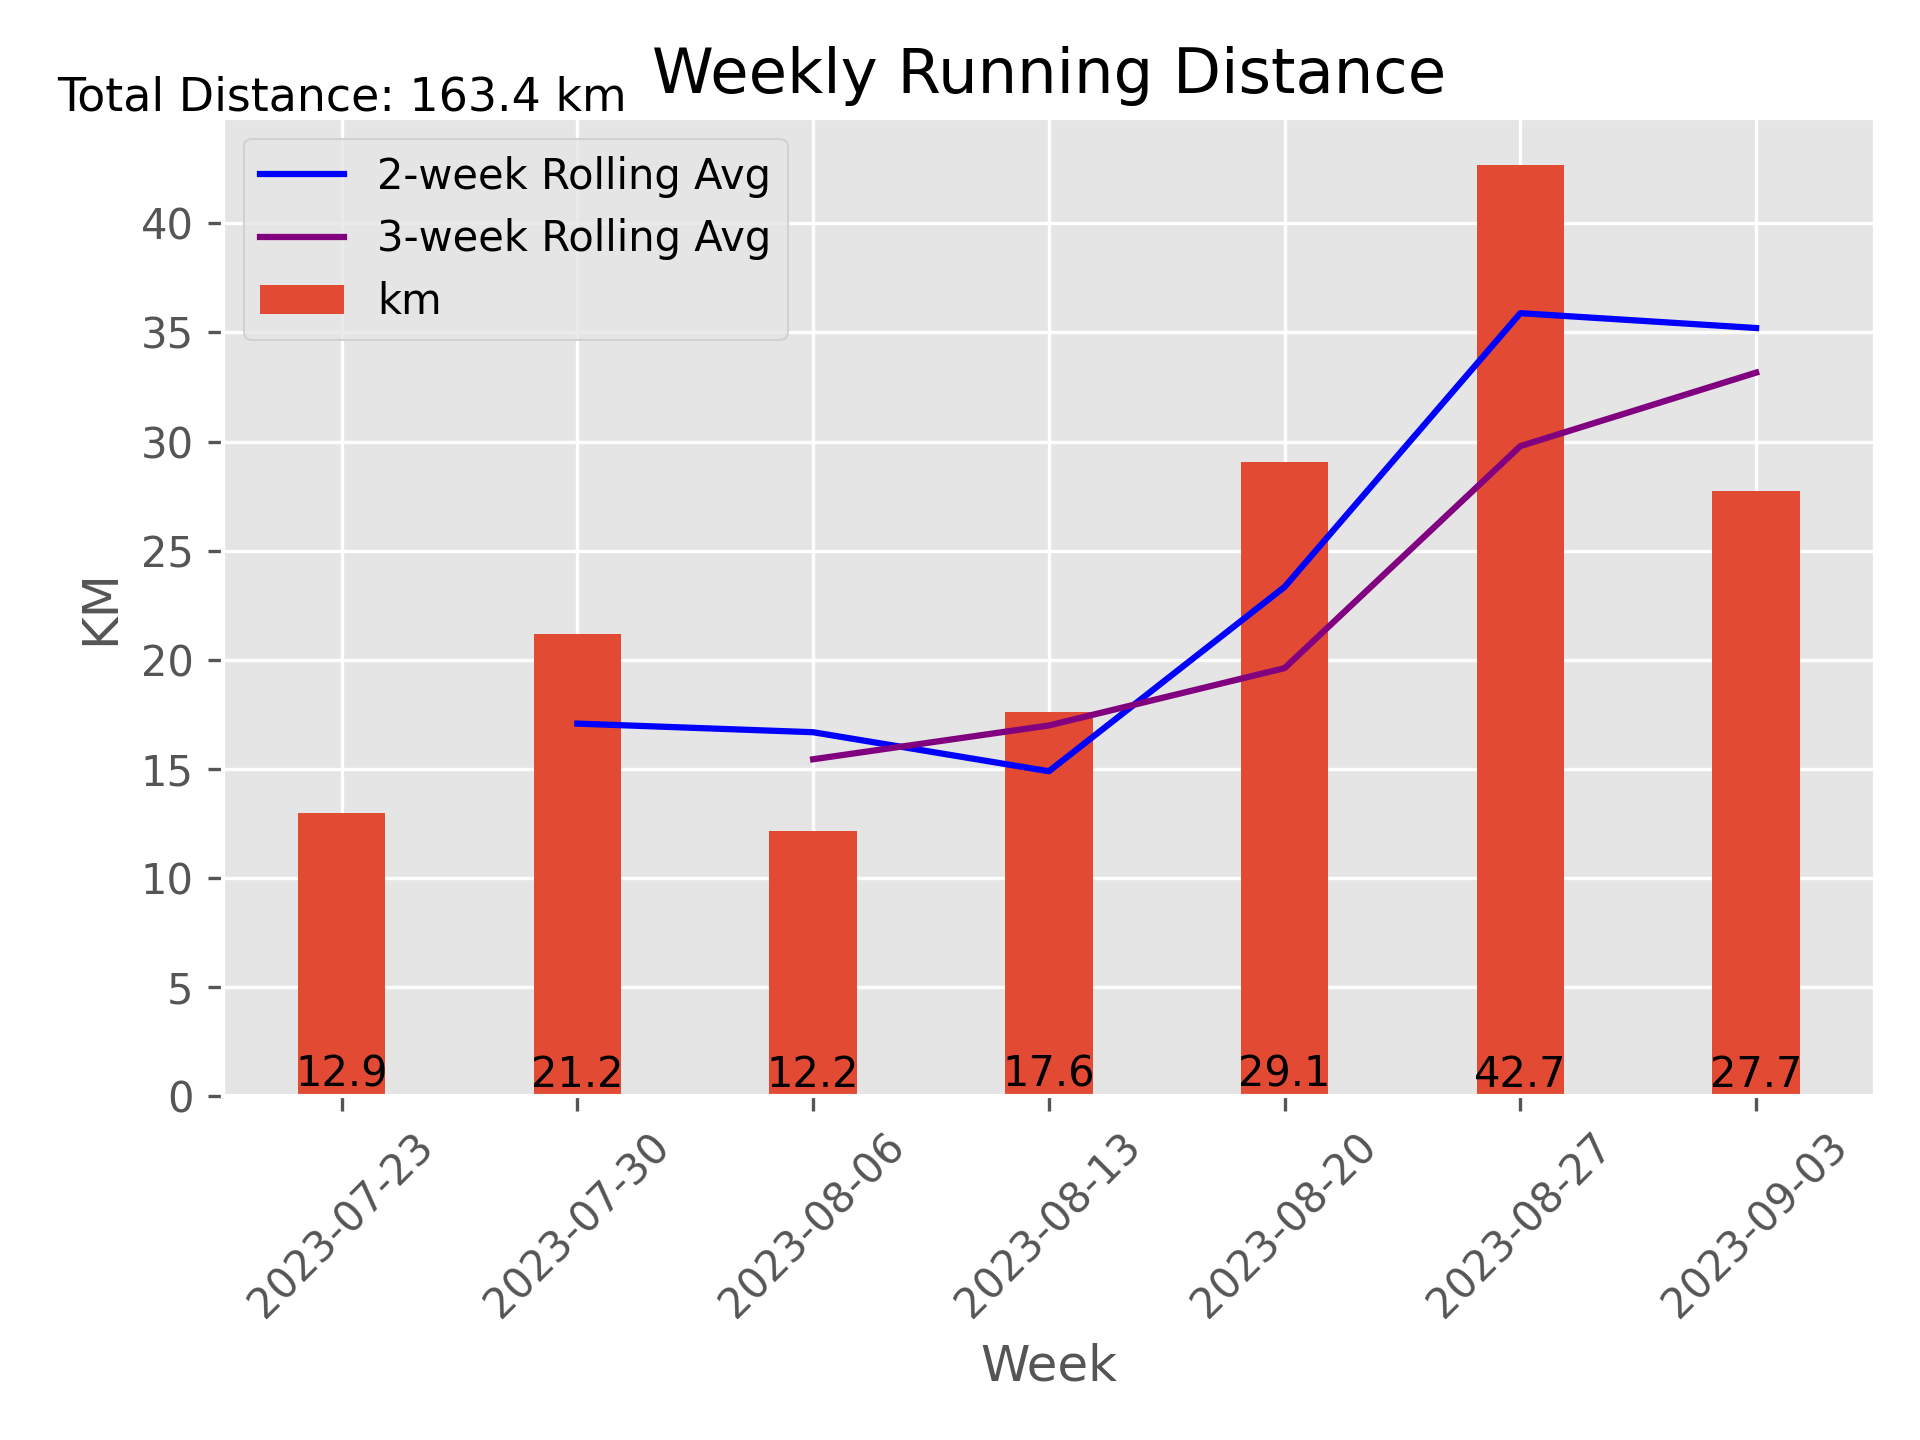 Weekly Running Distance
Total Distance: 163.4 km
2-week Rolling Avg
3-week Rolling Avg
km
40
35
30
25
20
15
10
5
0
KM
12.9 21.2 12.2 17.6 29.1 42.7 27.7
2023-07-23 2023-07-30 2023-08-06 2023-08-13 2023-08-20 2023-08-27 2023-09-03
Week